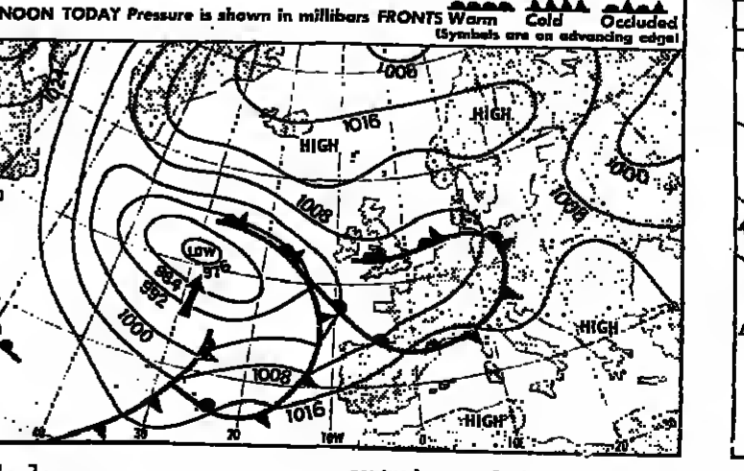 NOON TODAY Pressure is shown in millibars FRONTS Warm Cold Occluded
(Symbols are on advancing edge)
1024
1008
1016
HIGH
HIGH
1000
1008
1008
LOW
976
984
992
1000
HIGH
1008
1016
HIGH
40
30
20
10W
0
10E
20